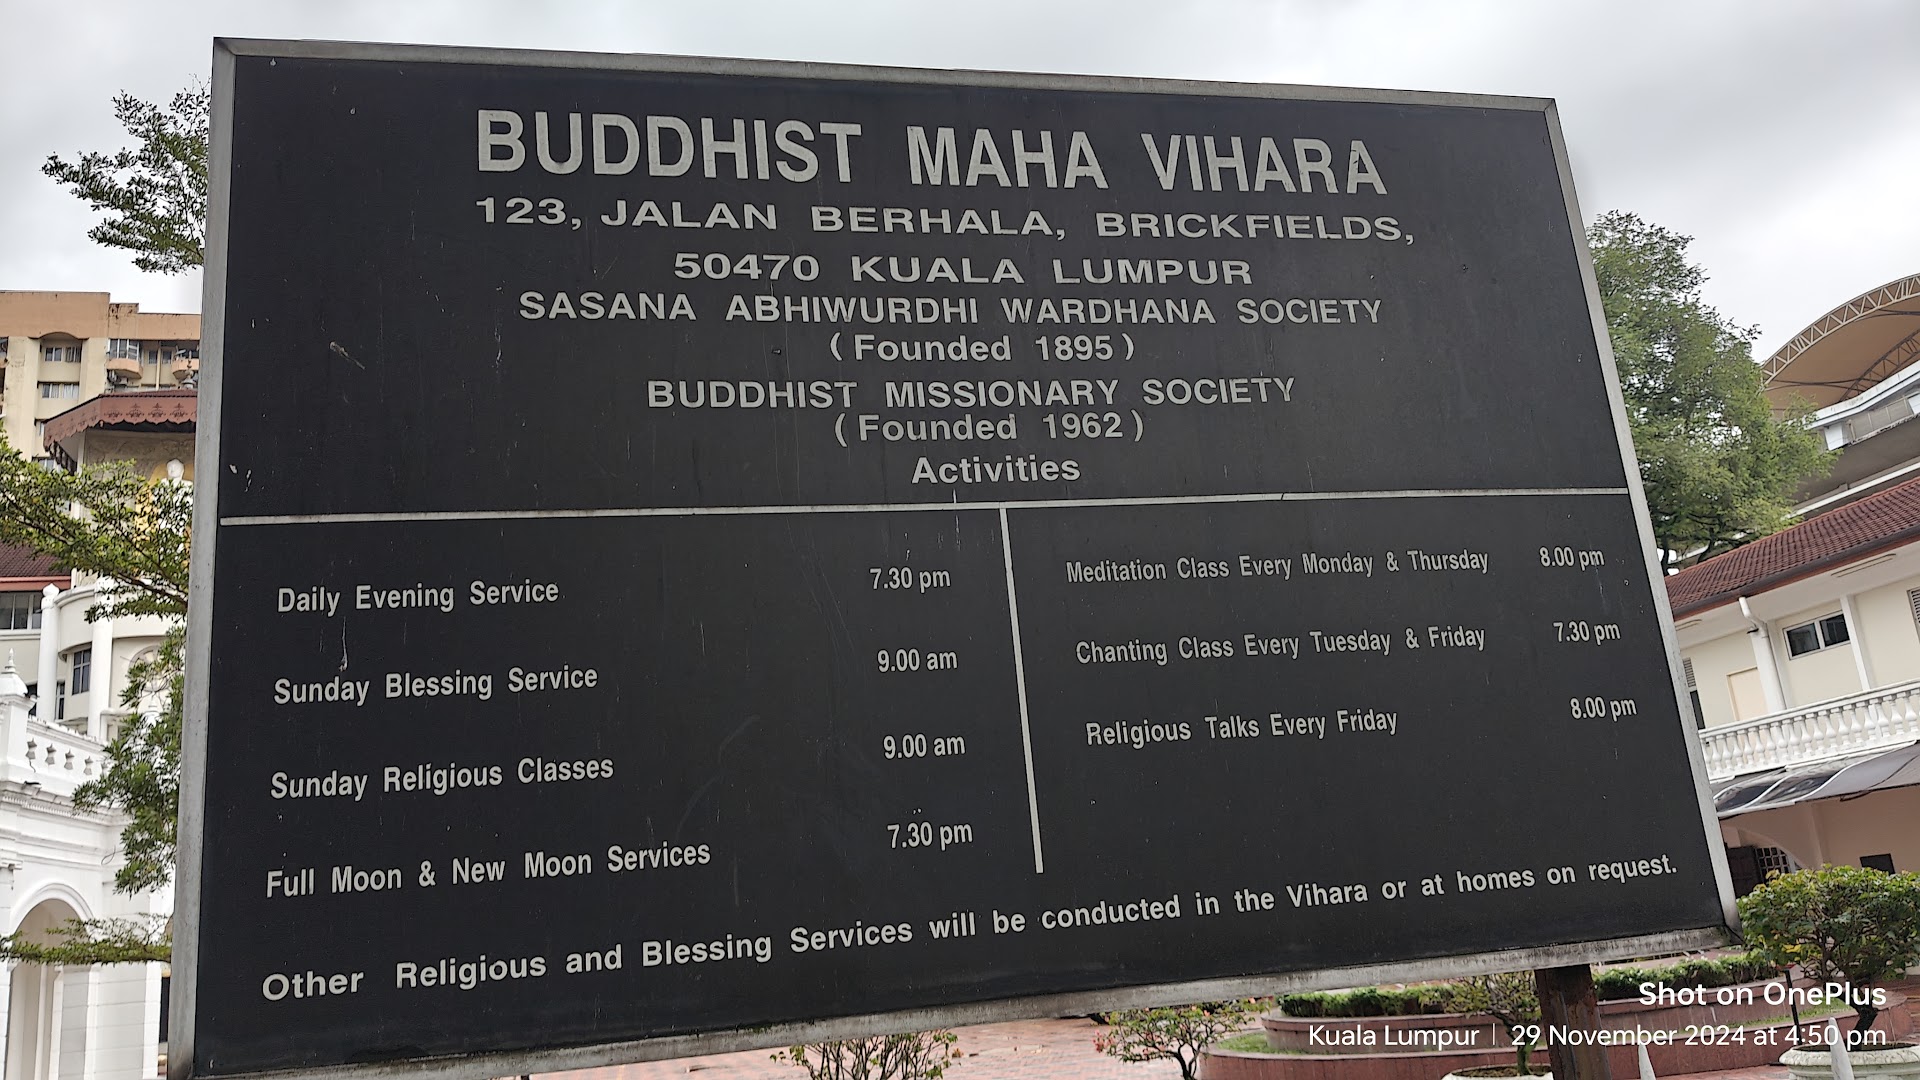 BUDDHIST MAHA VIHARA
123, JALAN BERHALA, BRICKFIELDS,
50470 KUALA LUMPUR
SASANA ABHIWURDHI WARDHANA SOCIETY
(Founded 1895)
BUDDHIST MISSIONARY SOCIETY
(Founded 1962)
Activities
Daily Evening Service 7.30 pm
Sunday Blessing Service 9.00 am
Sunday Religious Classes 9.00 am
Full Moon & New Moon Services 7.30 pm
Meditation Class Every Monday & Thursday 8.00 pm
Chanting Class Every Tuesday & Friday 7.30 pm
Religious Talks Every Friday 8.00 pm
Other Religious and Blessing Services will be conducted in the Vihara or at homes on request.
Shot on OnePlus
Kuala Lumpur | 29 November 2024 at 4:50 pm